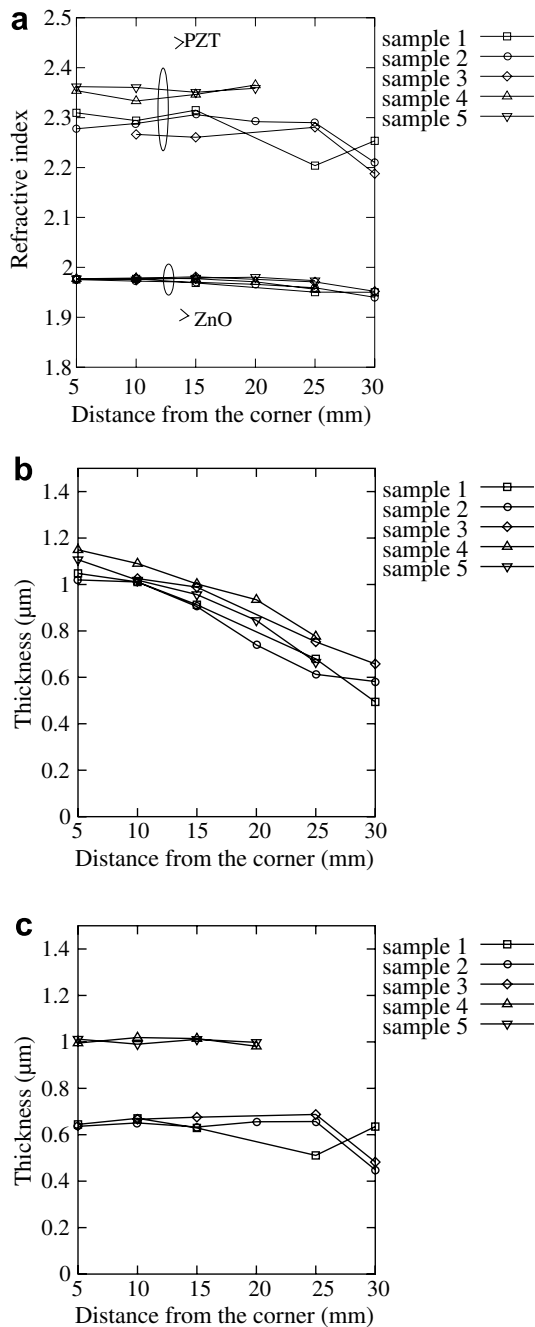 a
2.5
2.4
2.3
2.2
2.1
2
1.9
1.8
Refractive index
PZT
ZnO
5 10 15 20 25 30
Distance from the corner (mm)
sample 1
sample 2
sample 3
sample 4
sample 5
b
1.4
1.2
1
0.8
0.6
0.4
0.2
0
Thickness (μm)
5 10 15 20 25 30
Distance from the corner (mm)
sample 1
sample 2
sample 3
sample 4
sample 5
c
1.4
1.2
1
0.8
0.6
0.4
0.2
0
Thickness (μm)
5 10 15 20 25 30
Distance from the corner (mm)
sample 1
sample 2
sample 3
sample 4
sample 5